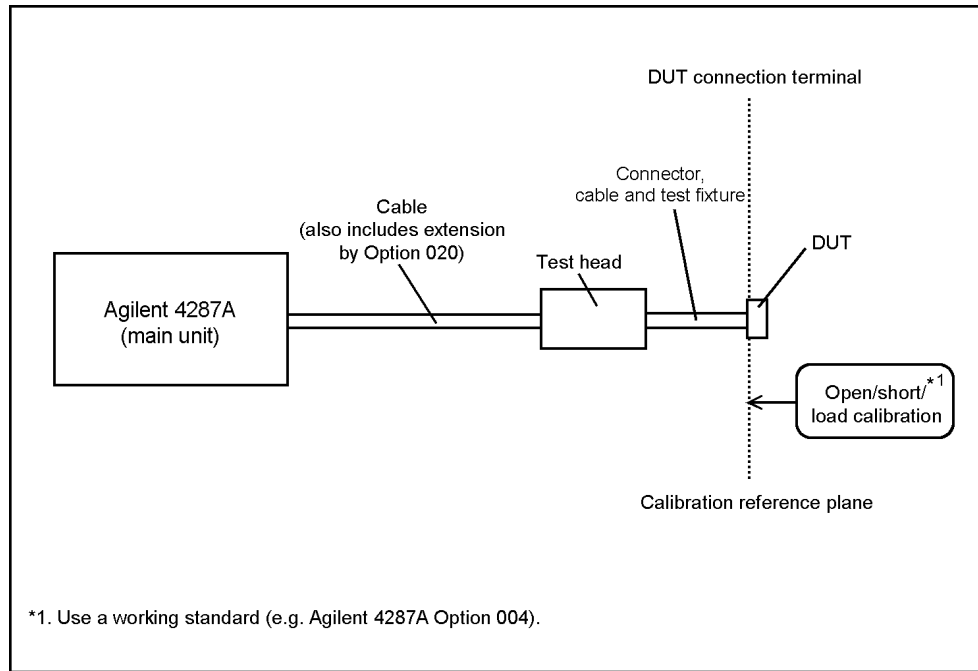 DUT connection terminal
Connector,
cable and test fixture
Cable
(also includes extension
by Option 020)
Test head
DUT
Agilent 4287A
(main unit)
Open/short/*1
load calibration
Calibration reference plane
*1. Use a working standard (e.g. Agilent 4287A Option 004).